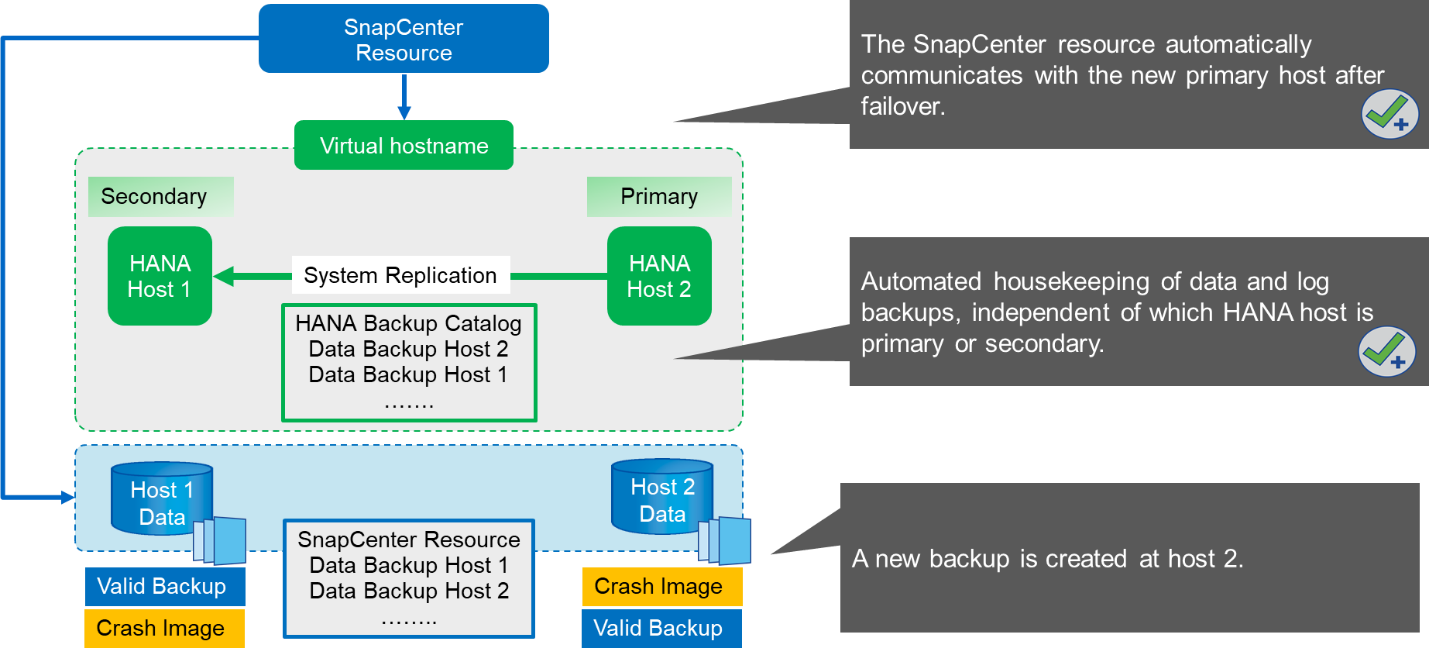 SnapCenter
Resource
The SnapCenter resource automatically
communicates with the new primary host after
failover.
Virtual hostname
Secondary
Primary
HANA
Host 1
System Replication
HANA
Host 2
HANA Backup Catalog
Data Backup Host 2
Data Backup Host 1
.......
Automated housekeeping of data and log
backups, independent of which HANA host is
primary or secondary.
Host 1
Data
Host 2
Data
SnapCenter Resource
Data Backup Host 1
Data Backup Host 2
........
Valid Backup
Crash Image
Crash Image
Valid Backup
A new backup is created at host 2.